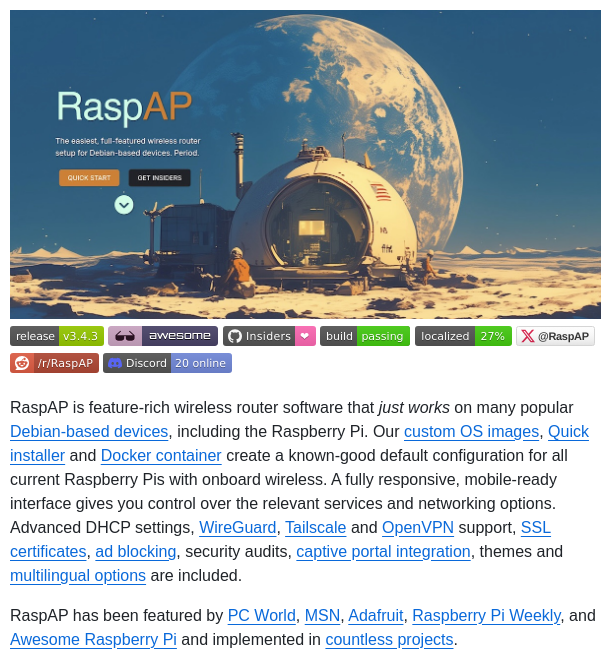 RaspAP
The easiest, full-featured wireless router
setup for Debian-based devices. Period.
QUICK START GET INSIDERS
release v3.4.3 awesome Insiders build passing localized 27% @RaspAP
/r/RaspAP Discord 20 online
RaspAP is feature-rich wireless router software that just works on many popular
Debian-based devices, including the Raspberry Pi. Our custom OS images, Quick
installer and Docker container create a known-good default configuration for all
current Raspberry Pis with onboard wireless. A fully responsive, mobile-ready
interface gives you control over the relevant services and networking options.
Advanced DHCP settings, WireGuard, Tailscale and OpenVPN support, SSL
certificates, ad blocking, security audits, captive portal integration, themes and
multilingual options are included.
RaspAP has been featured by PC World, MSN, Adafruit, Raspberry Pi Weekly, and
Awesome Raspberry Pi and implemented in countless projects.